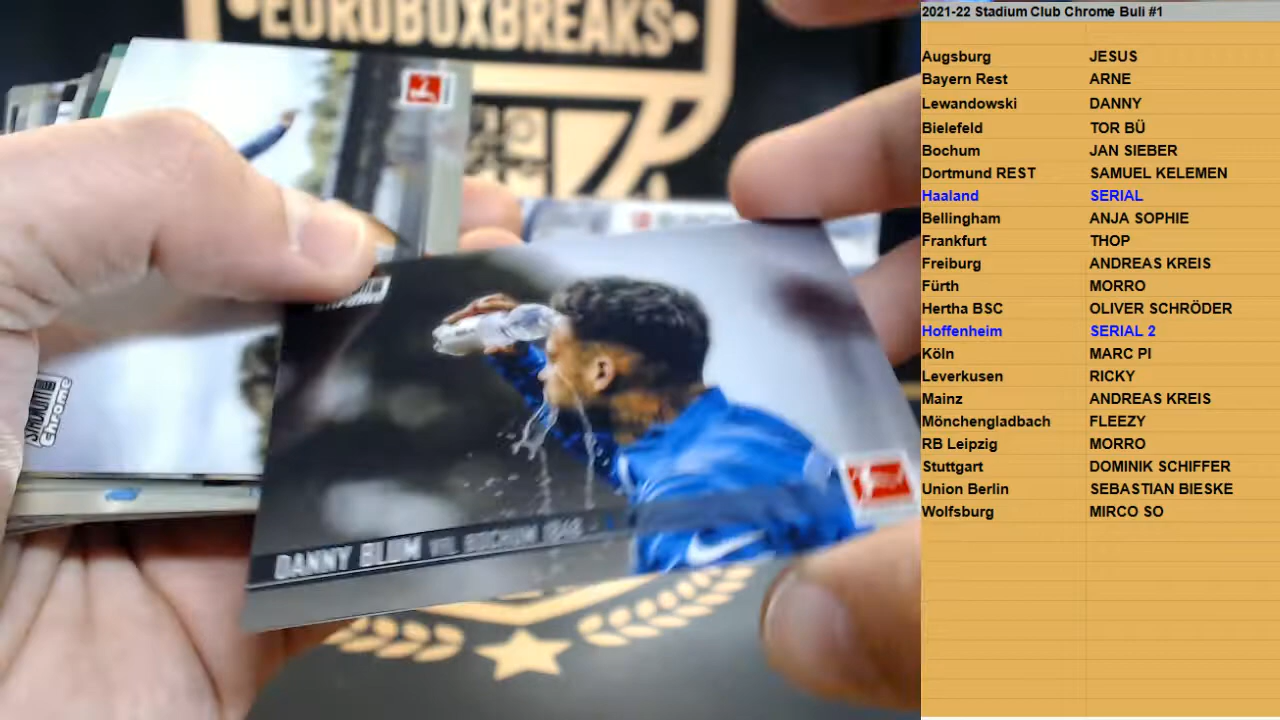 EUROBOXBREAKS
STADIUM
Chrome
DANNY BLUM VFL BOCHUM 1848
2021-22 Stadium Club Chrome Buli #1
Augsburg JESUS
Bayern Rest ARNE
Lewandowski DANNY
Bielefeld TOR BÜ
Bochum JAN SIEBER
Dortmund REST SAMUEL KELEMEN
Haaland SERIAL
Bellingham ANJA SOPHIE
Frankfurt THOP
Freiburg ANDREAS KREIS
Fürth MORRO
Hertha BSC OLIVER SCHRÖDER
Hoffenheim SERIAL 2
Köln MARC PI
Leverkusen RICKY
Mainz ANDREAS KREIS
Mönchengladbach FLEEZY
RB Leipzig MORRO
Stuttgart DOMINIK SCHIFFER
Union Berlin SEBASTIAN BIESKE
Wolfsburg MIRCO SO